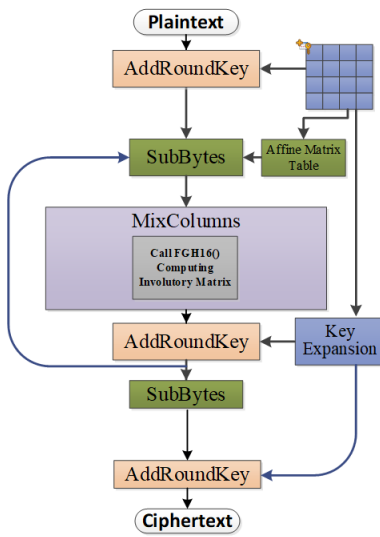 Plaintext
AddRoundKey
SubBytes
Affine Matrix
Table
MixColumns
Call FGH16()
Computing
Involutory Matrix
AddRoundKey
Key
Expansion
SubBytes
AddRoundKey
Ciphertext